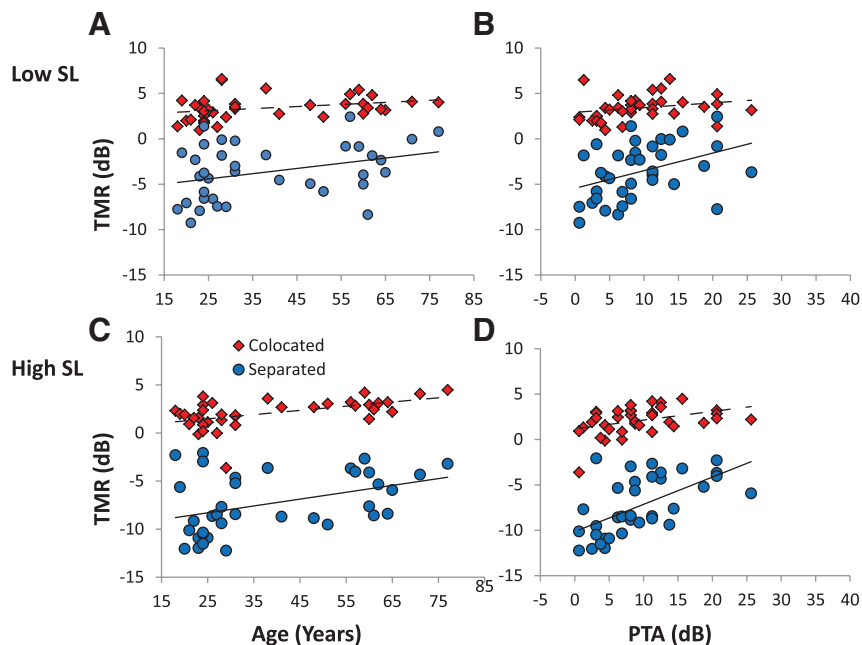 A
B
Low SL
TMR (dB)
10
5
0
-5
-10
-15
15 25 35 45 55 65 75 85
10
5
0
-5
-10
-15
-5 0 5 10 15 20 25 30 35 40
C
D
High SL
Colocated
Separated
TMR (dB)
10
5
0
-5
-10
-15
15 25 35 45 55 65 75
85
Age (Years)
10
5
0
-5
-10
-15
-5 0 5 10 15 20 25 30 35 40
PTA (dB)